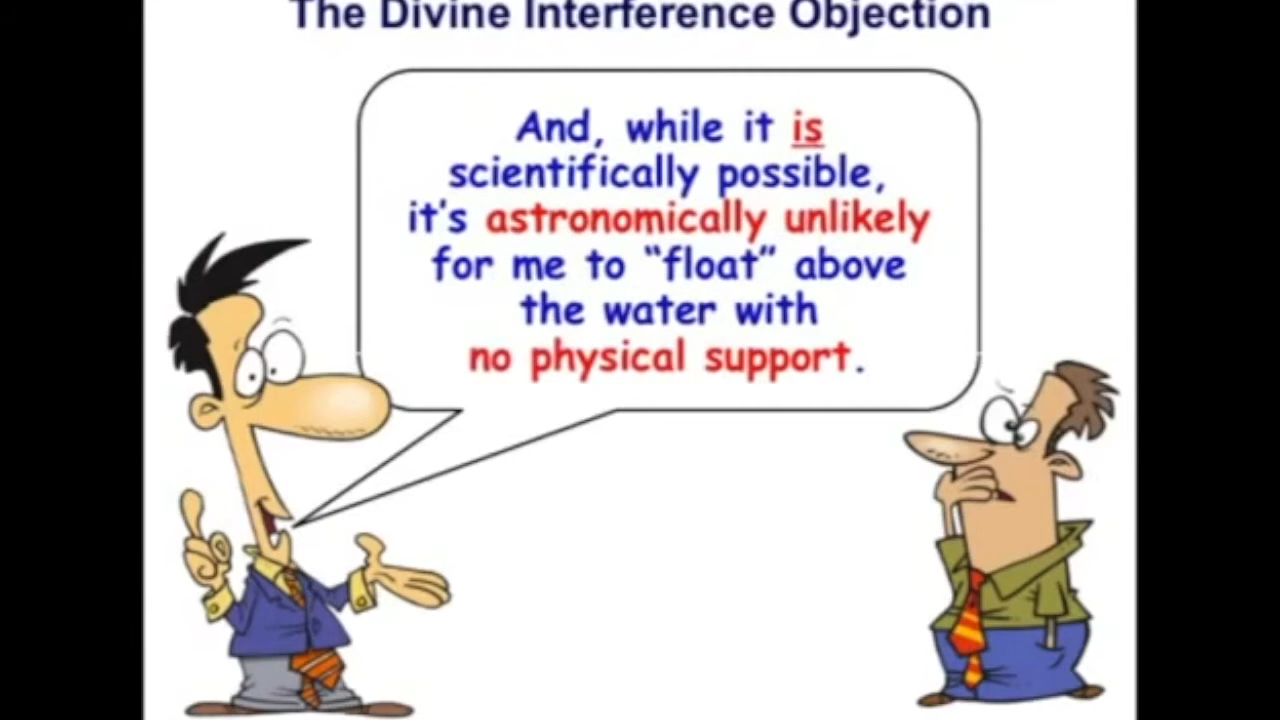 The Divine Interference Objection
And, while it is
scientifically possible,
it's astronomically unlikely
for me to “float” above
the water with
no physical support.